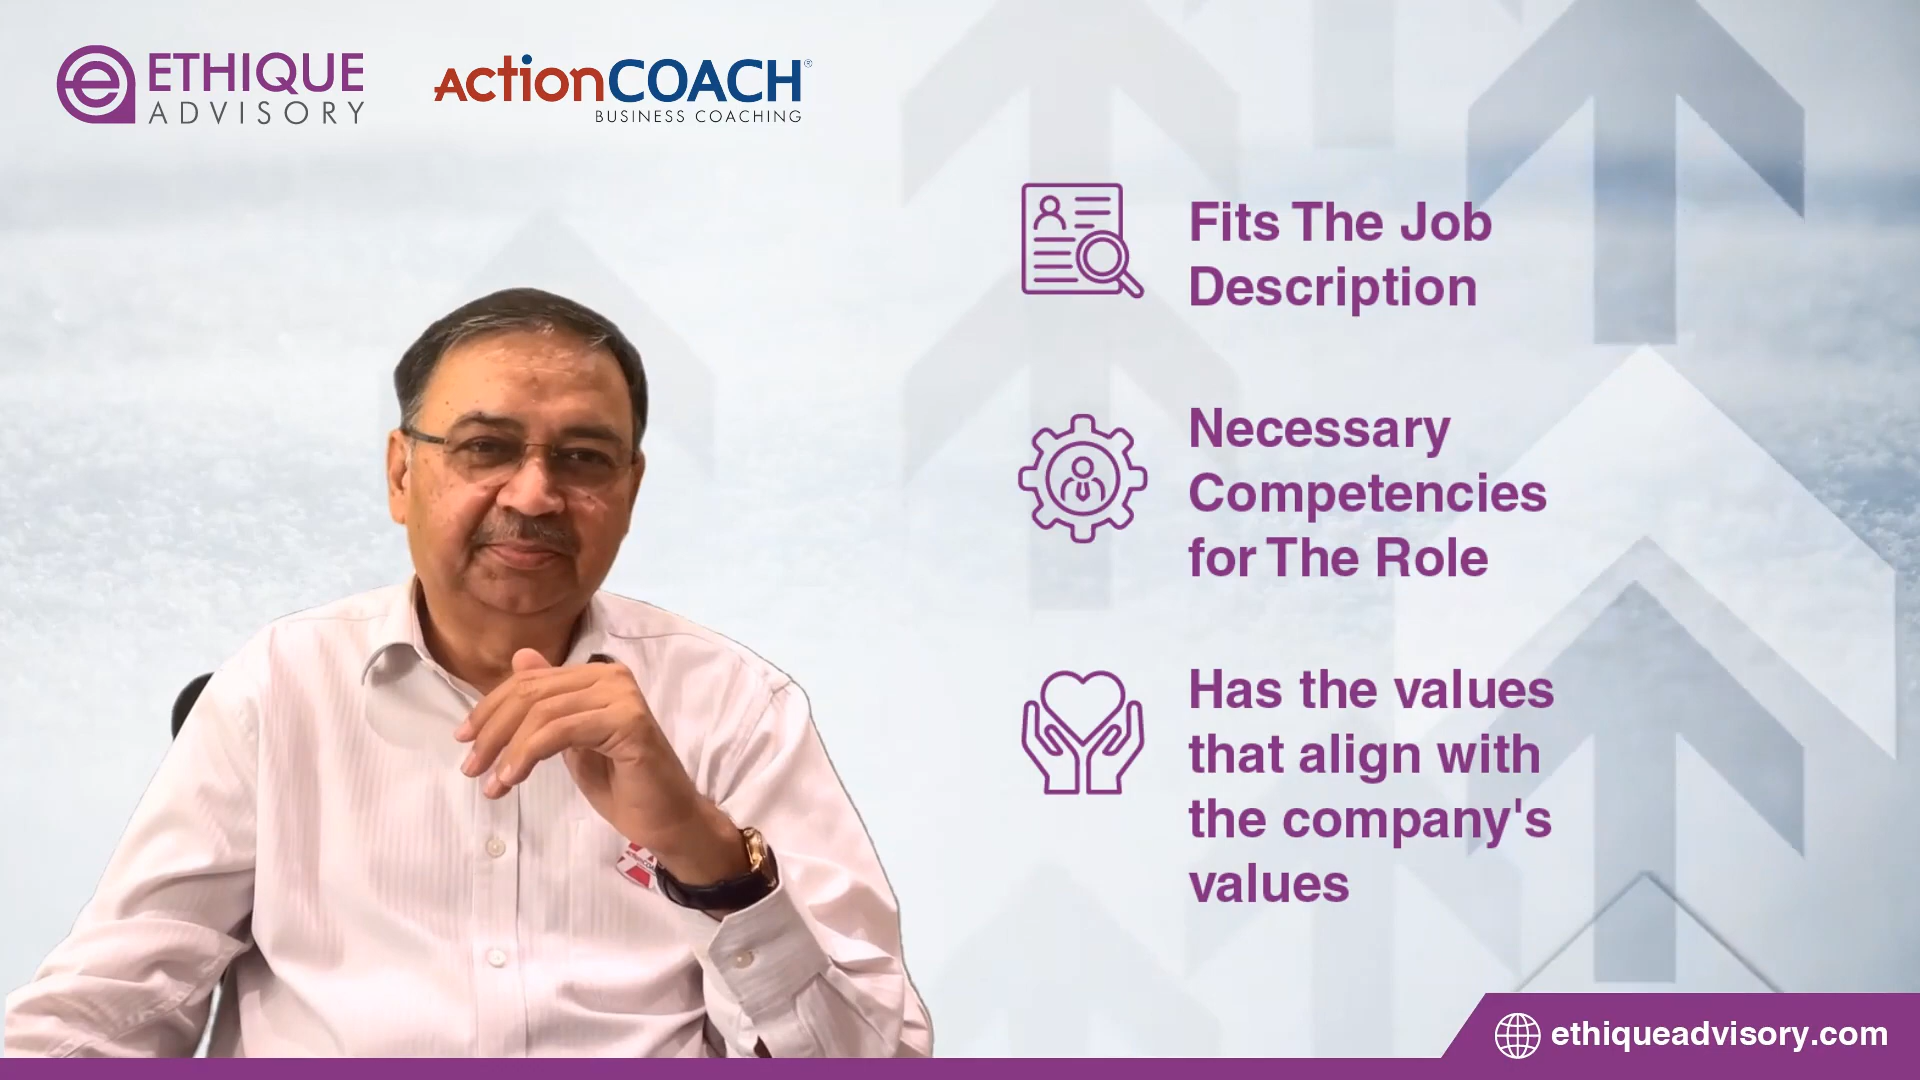 ETHIQUE
ADVISORY
ActionCOACH®
BUSINESS COACHING
Fits The Job
Description
Necessary
Competencies
for The Role
Has the values
that align with
the company's
values
ethiqueadvisory.com